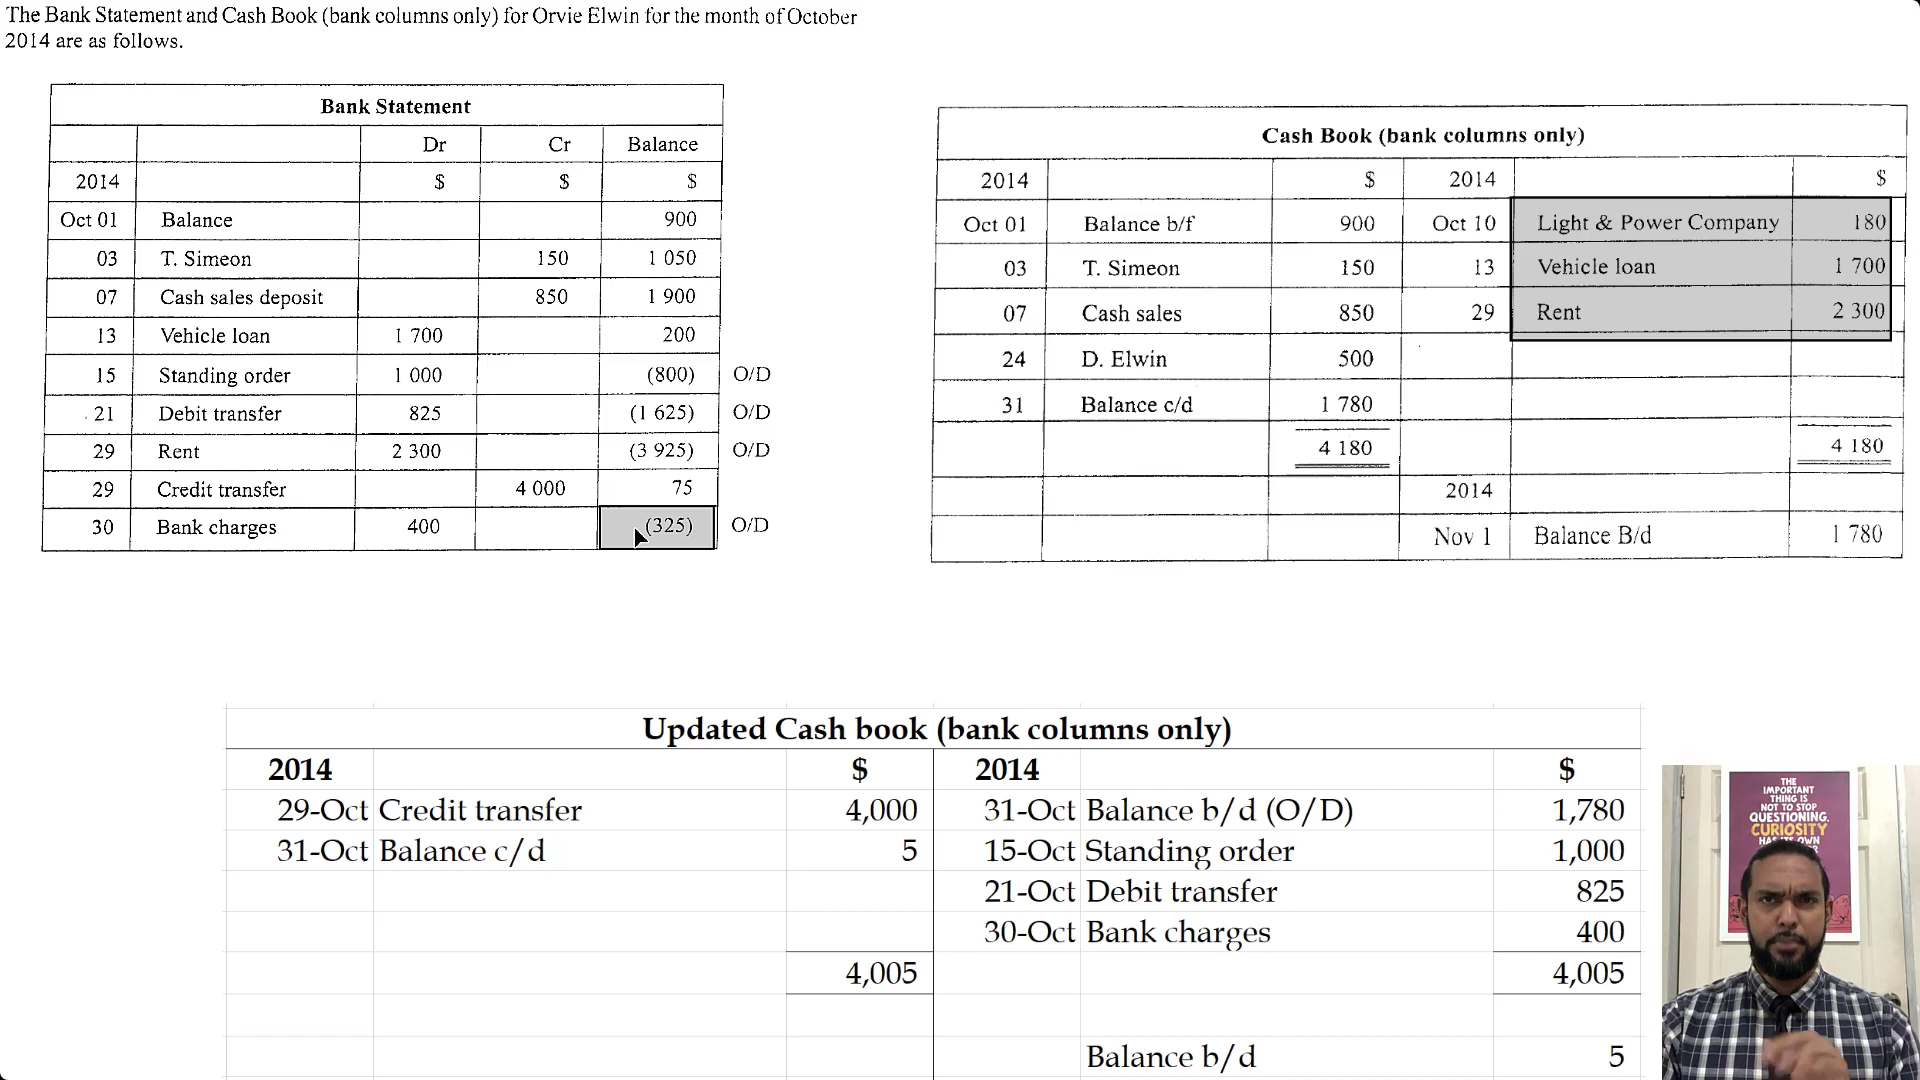 The Bank Statement and Cash Book (bank columns only) for Orvie Elwin for the month of October
2014 are as follows.
Bank Statement
Dr Cr Balance
2014 $ $ $
Oct 01 Balance 900
03 T. Simeon 150 1 050
07 Cash sales deposit 850 1 900
13 Vehicle loan 1 700 200
15 Standing order 1 000 (800) O/D
21 Debit transfer 825 (1 625) O/D
29 Rent 2 300 (3 925) O/D
29 Credit transfer 4 000 75
30 Bank charges 400 (325) O/D
Cash Book (bank columns only)
2014 $ 2014 $
Oct 01 Balance b/f 900 Oct 10 Light & Power Company 180
03 T. Simeon 150 13 Vehicle loan 1 700
07 Cash sales 850 29 Rent 2 300
24 D. Elwin 500
31 Balance c/d 1 780
4 180 4 180
2014
Nov 1 Balance B/d 1 780
Updated Cash book (bank columns only)
2014 $ 2014 $
29-Oct Credit transfer 4,000 31-Oct Balance b/d (O/D) 1,780
31-Oct Balance c/d 5 15-Oct Standing order 1,000
21-Oct Debit transfer 825
30-Oct Bank charges 400
4,005 4,005
Balance b/d 5
THE
IMPORTANT
THING IS
NOT TO STOP
QUESTIONING.
CURIOSITY
OWN